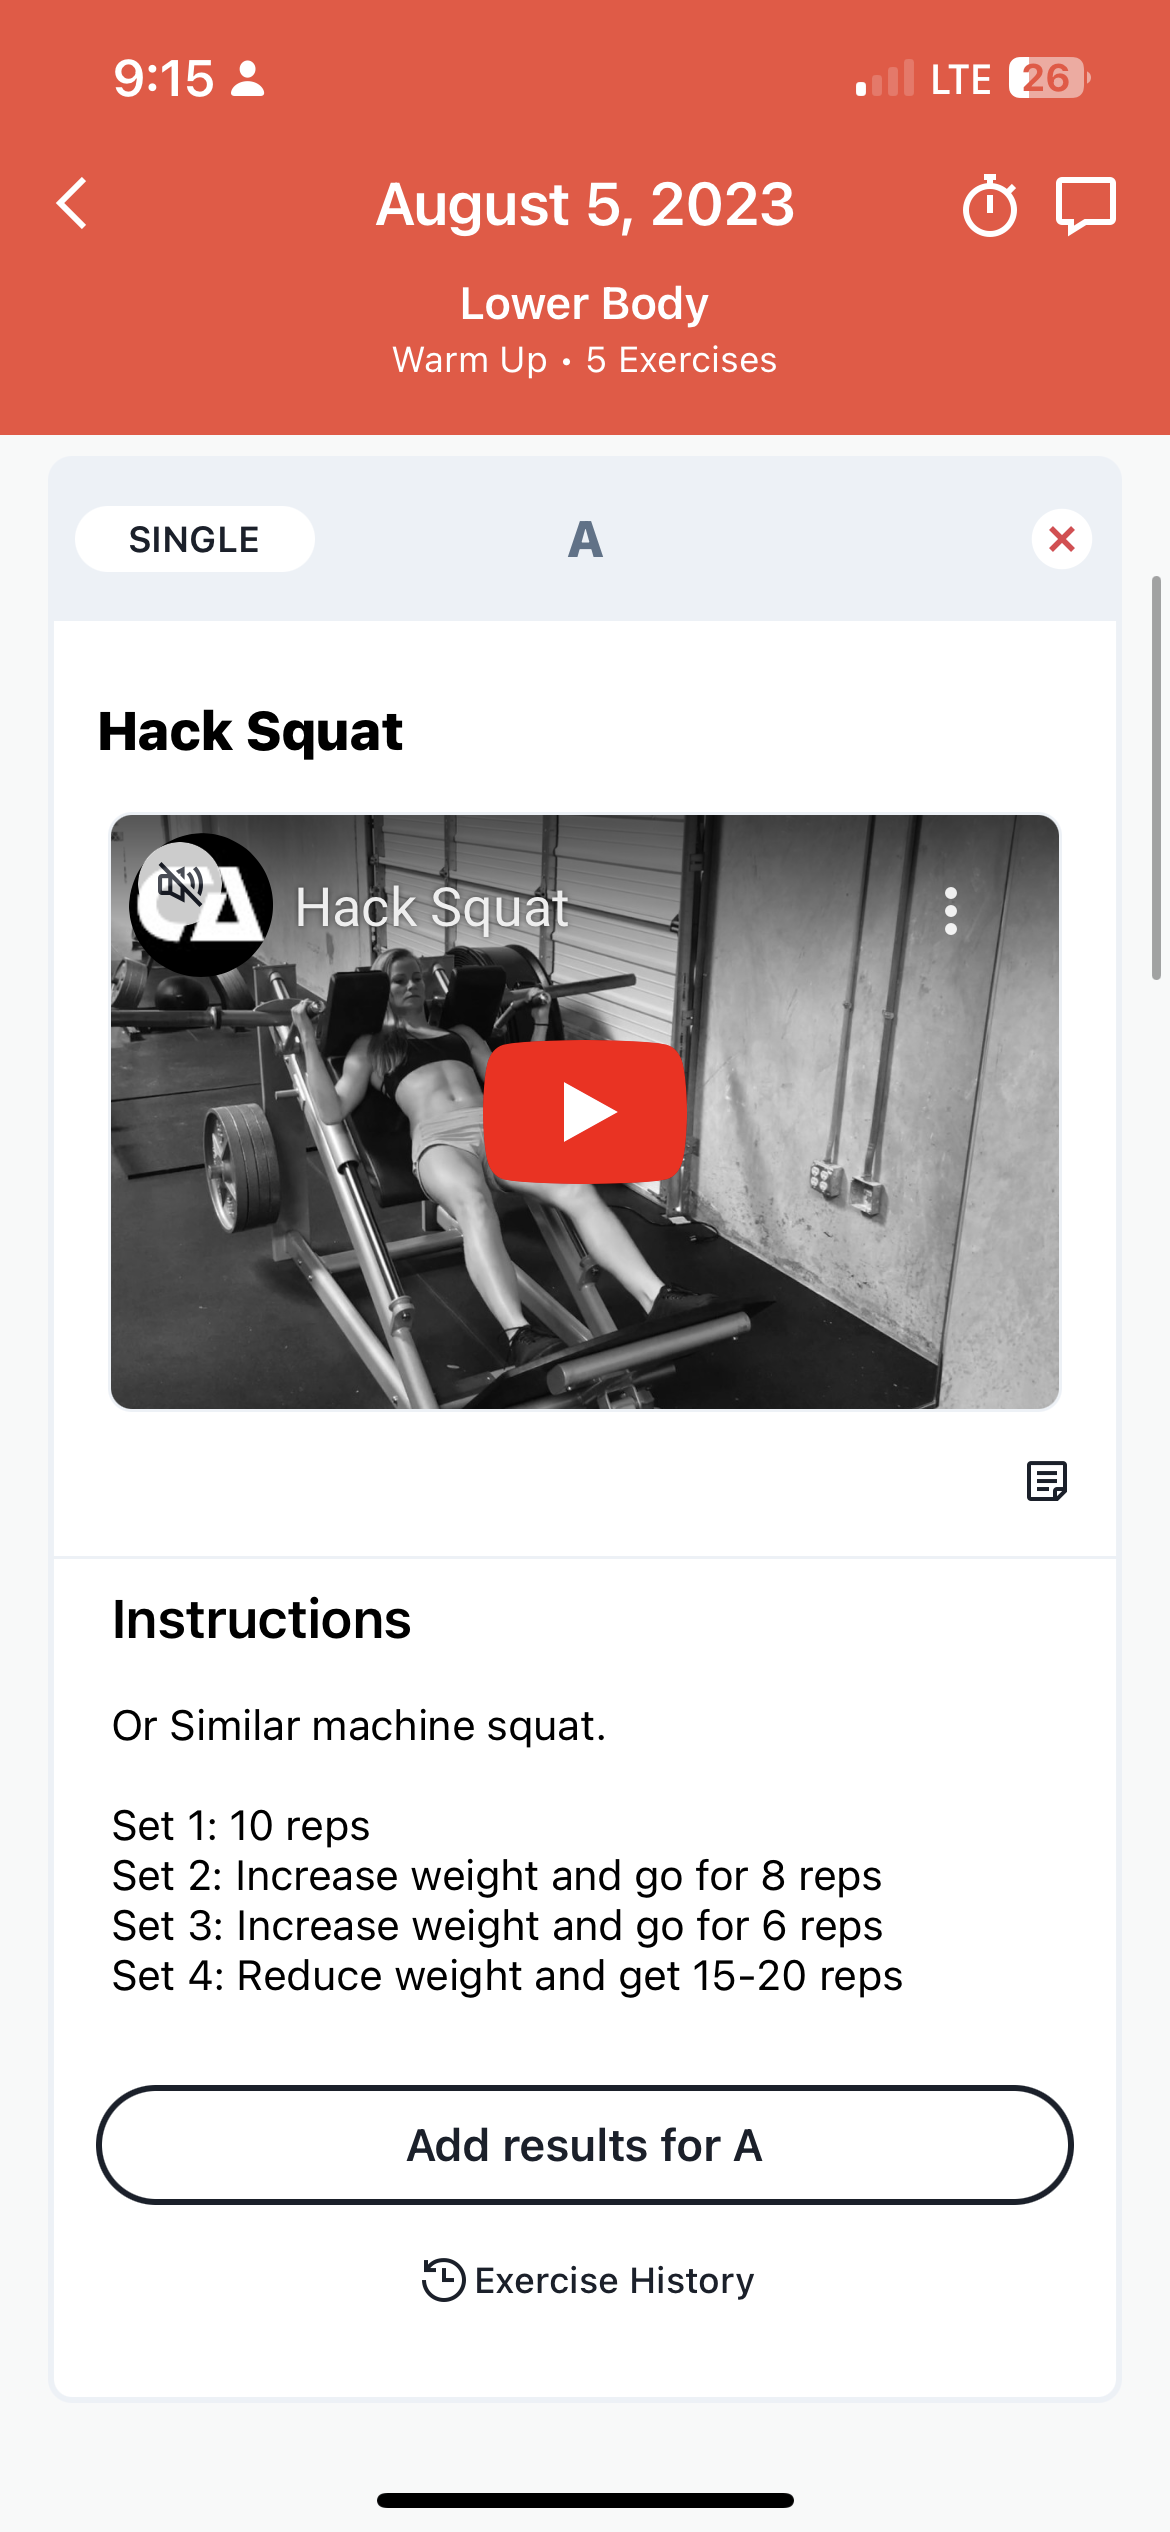 9:15
LTE 26
August 5, 2023
Lower Body
Warm Up • 5 Exercises
SINGLE
A
Hack Squat
CA
Hack Squat
Instructions
Or Similar machine squat.
Set 1: 10 reps
Set 2: Increase weight and go for 8 reps
Set 3: Increase weight and go for 6 reps
Set 4: Reduce weight and get 15-20 reps
Add results for A
Exercise History